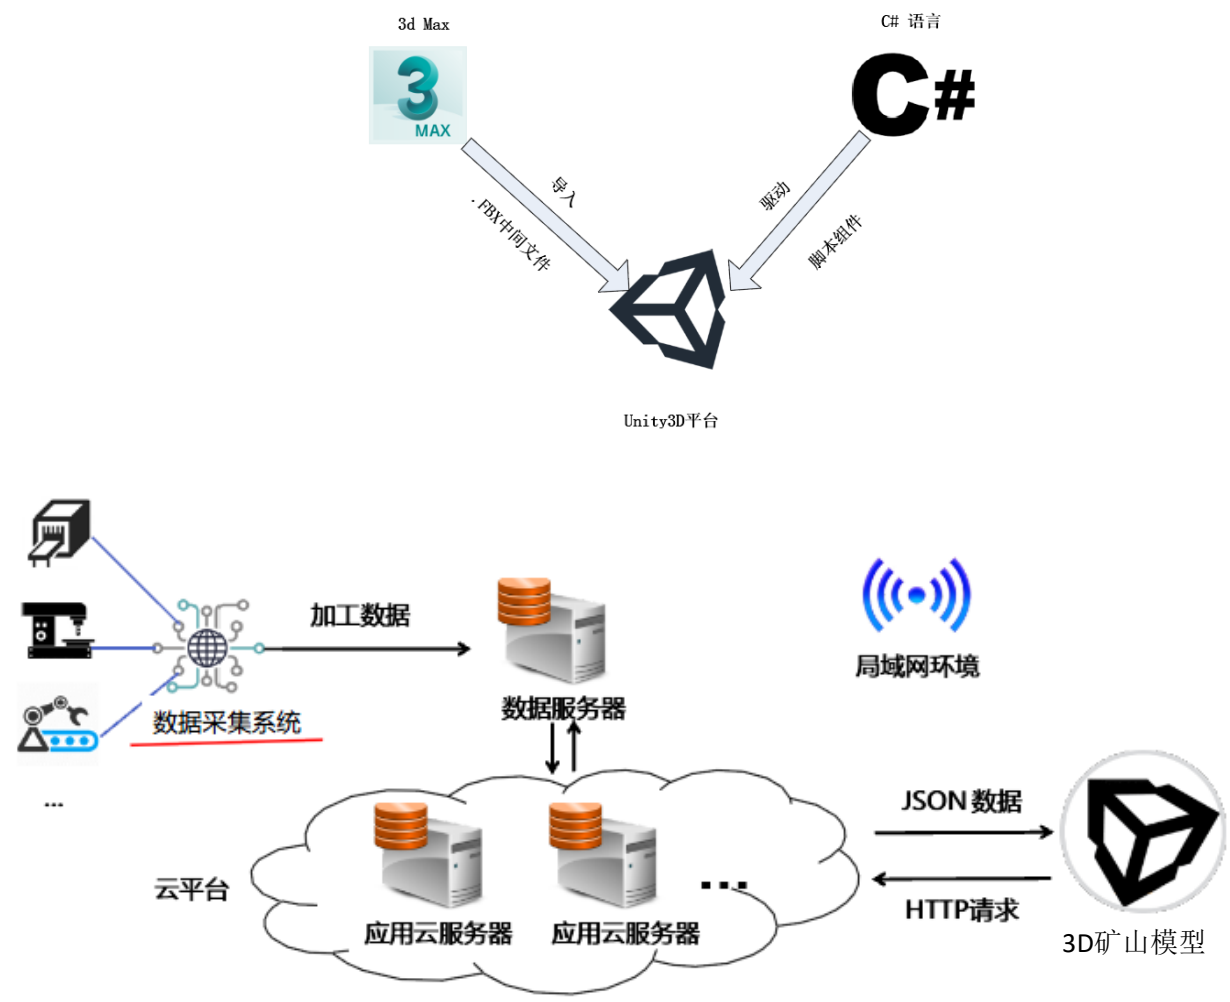 3d Max
C# 语言
3
MAX
C#
导入
.FBX中间文件
驱动
脚本组件
Unity3D平台
加工数据
数据采集系统
数据服务器
局域网环境
...
云平台
应用云服务器
应用云服务器
...
JSON 数据
HTTP请求
3D矿山模型